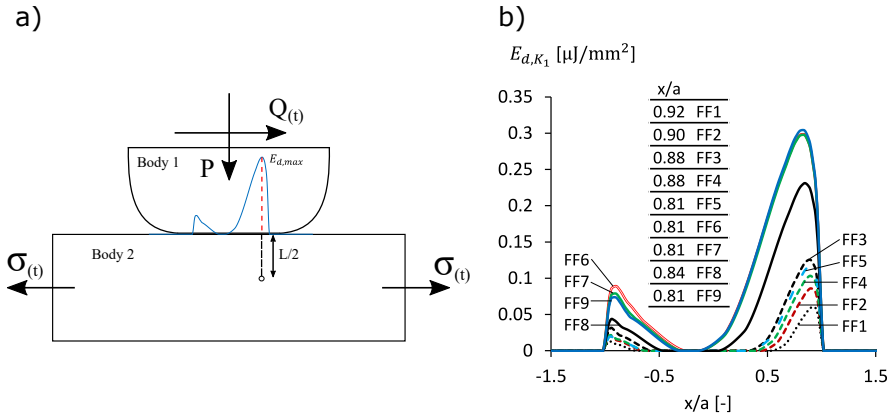 a)
Q(t)
Body 1
P
Ed,max
Body 2
L/2
σ(t)
σ(t)
b)
Ed,K1 [μJ/mm²]
x/a
0.92 FF1
0.90 FF2
0.88 FF3
0.88 FF4
0.81 FF5
0.81 FF6
0.81 FF7
0.84 FF8
0.81 FF9
0.35
0.3
0.25
0.2
0.15
0.1
0.05
0
FF6
FF7
FF9
FF8
FF3
FF5
FF4
FF2
FF1
-1.5
-0.5
0.5
1.5
x/a [-]